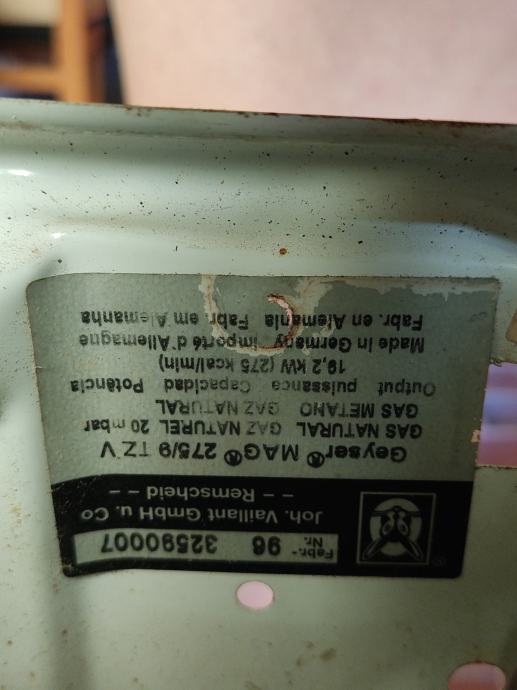 Fabr.-Nr. 96 32590007
Joh. Vaillant GmbH u. Co
-- Remscheid --
Geyser® MAG® 275/9 TZ V
GAS NATURAL GAZ NATUREL 20 mbar
GAS METANO GAZ NATURAL
Output puissance Capacidad Potência
19,2 kW (275 kcal/min)
Made in Germany importé d'Allemagne
Fabr. en Alemania Fabr. em Alemanha
®